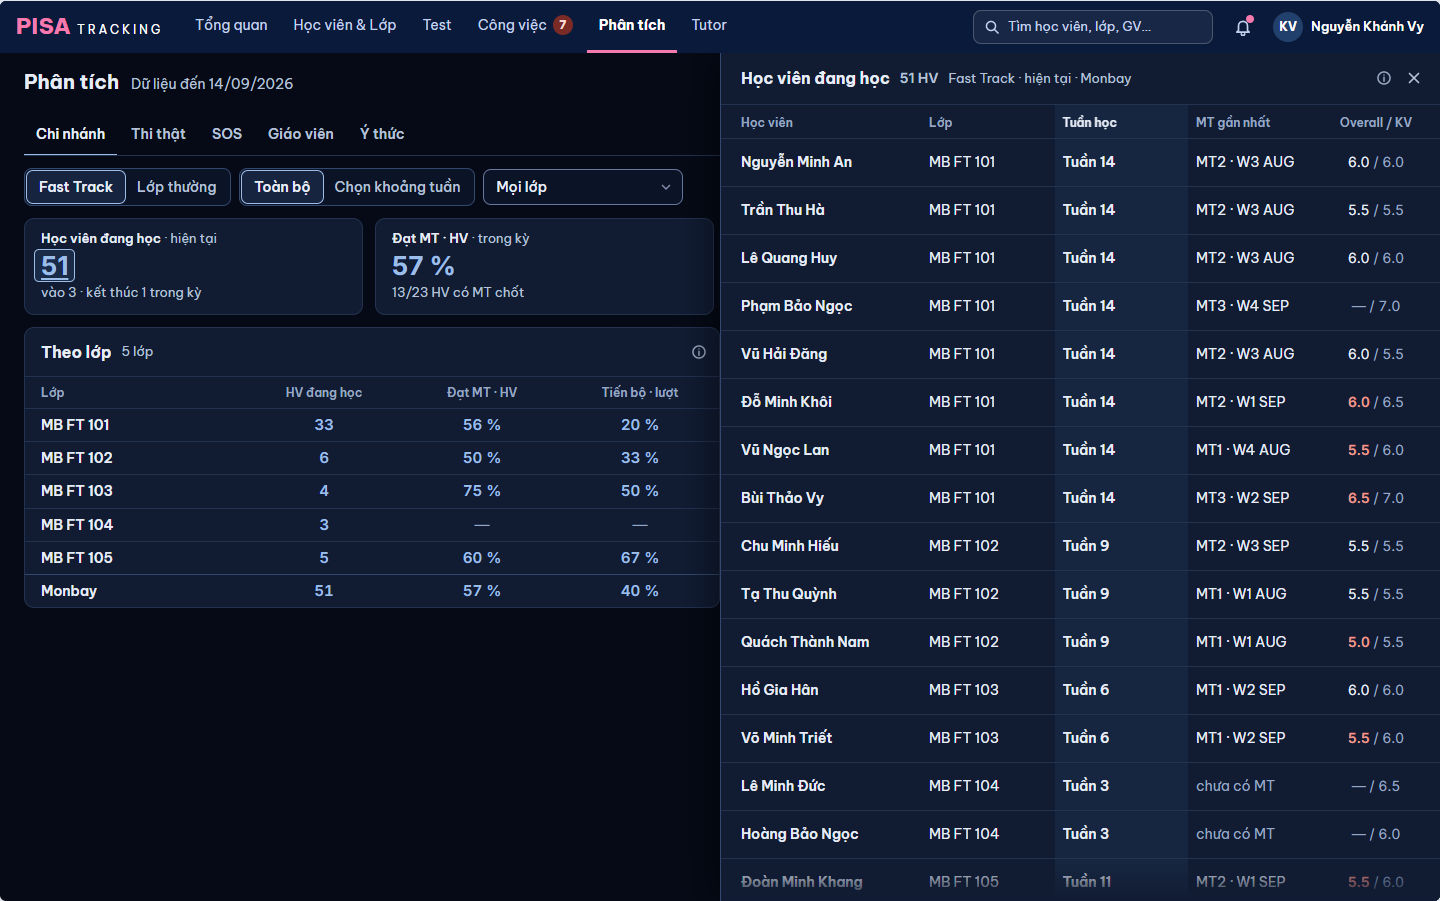 PISA TRACKING Tổng quan Học viên & Lớp Test Công việc 7 Phân tích Tutor Tìm học viên, lớp, GV... KV Nguyễn Khánh Vy
Phân tích Dữ liệu đến 14/09/2026
Chi nhánh Thi thật SOS Giáo viên Ý thức
Fast Track Lớp thường Toàn bộ Chọn khoảng tuần Mọi lớp
Học viên đang học · hiện tại
51
vào 3 · kết thúc 1 trong kỳ
Đạt MT · HV · trong kỳ
57 %
13/23 HV có MT chốt
Theo lớp 5 lớp
Lớp HV đang học Đạt MT · HV Tiến bộ · lượt
MB FT 101 33 56 % 20 %
MB FT 102 6 50 % 33 %
MB FT 103 4 75 % 50 %
MB FT 104 3 — —
MB FT 105 5 60 % 67 %
Monbay 51 57 % 40 %
Học viên đang học 51 HV Fast Track · hiện tại · Monbay
Học viên Lớp Tuần học MT gần nhất Overall / KV
Nguyễn Minh An MB FT 101 Tuần 14 MT2 · W3 AUG 6.0 / 6.0
Trần Thu Hà MB FT 101 Tuần 14 MT2 · W3 AUG 5.5 / 5.5
Lê Quang Huy MB FT 101 Tuần 14 MT2 · W3 AUG 6.0 / 6.0
Phạm Bảo Ngọc MB FT 101 Tuần 14 MT3 · W4 SEP — / 7.0
Vũ Hải Đăng MB FT 101 Tuần 14 MT2 · W3 AUG 6.0 / 5.5
Đỗ Minh Khôi MB FT 101 Tuần 14 MT2 · W1 SEP 6.0 / 6.5
Vũ Ngọc Lan MB FT 101 Tuần 14 MT1 · W4 AUG 5.5 / 6.0
Bùi Thảo Vy MB FT 101 Tuần 14 MT3 · W2 SEP 6.5 / 7.0
Chu Minh Hiếu MB FT 102 Tuần 9 MT2 · W3 SEP 5.5 / 5.5
Tạ Thu Quỳnh MB FT 102 Tuần 9 MT1 · W1 AUG 5.5 / 5.5
Quách Thành Nam MB FT 102 Tuần 9 MT1 · W1 AUG 5.0 / 5.5
Hồ Gia Hân MB FT 103 Tuần 6 MT1 · W2 SEP 6.0 / 6.0
Võ Minh Triết MB FT 103 Tuần 6 MT1 · W2 SEP 5.5 / 6.0
Lê Minh Đức MB FT 104 Tuần 3 chưa có MT — / 6.5
Hoàng Bảo Ngọc MB FT 104 Tuần 3 chưa có MT — / 6.0
Đoàn Minh Khang MB FT 105 Tuần 11 MT2 · W1 SEP 5.5 / 6.0